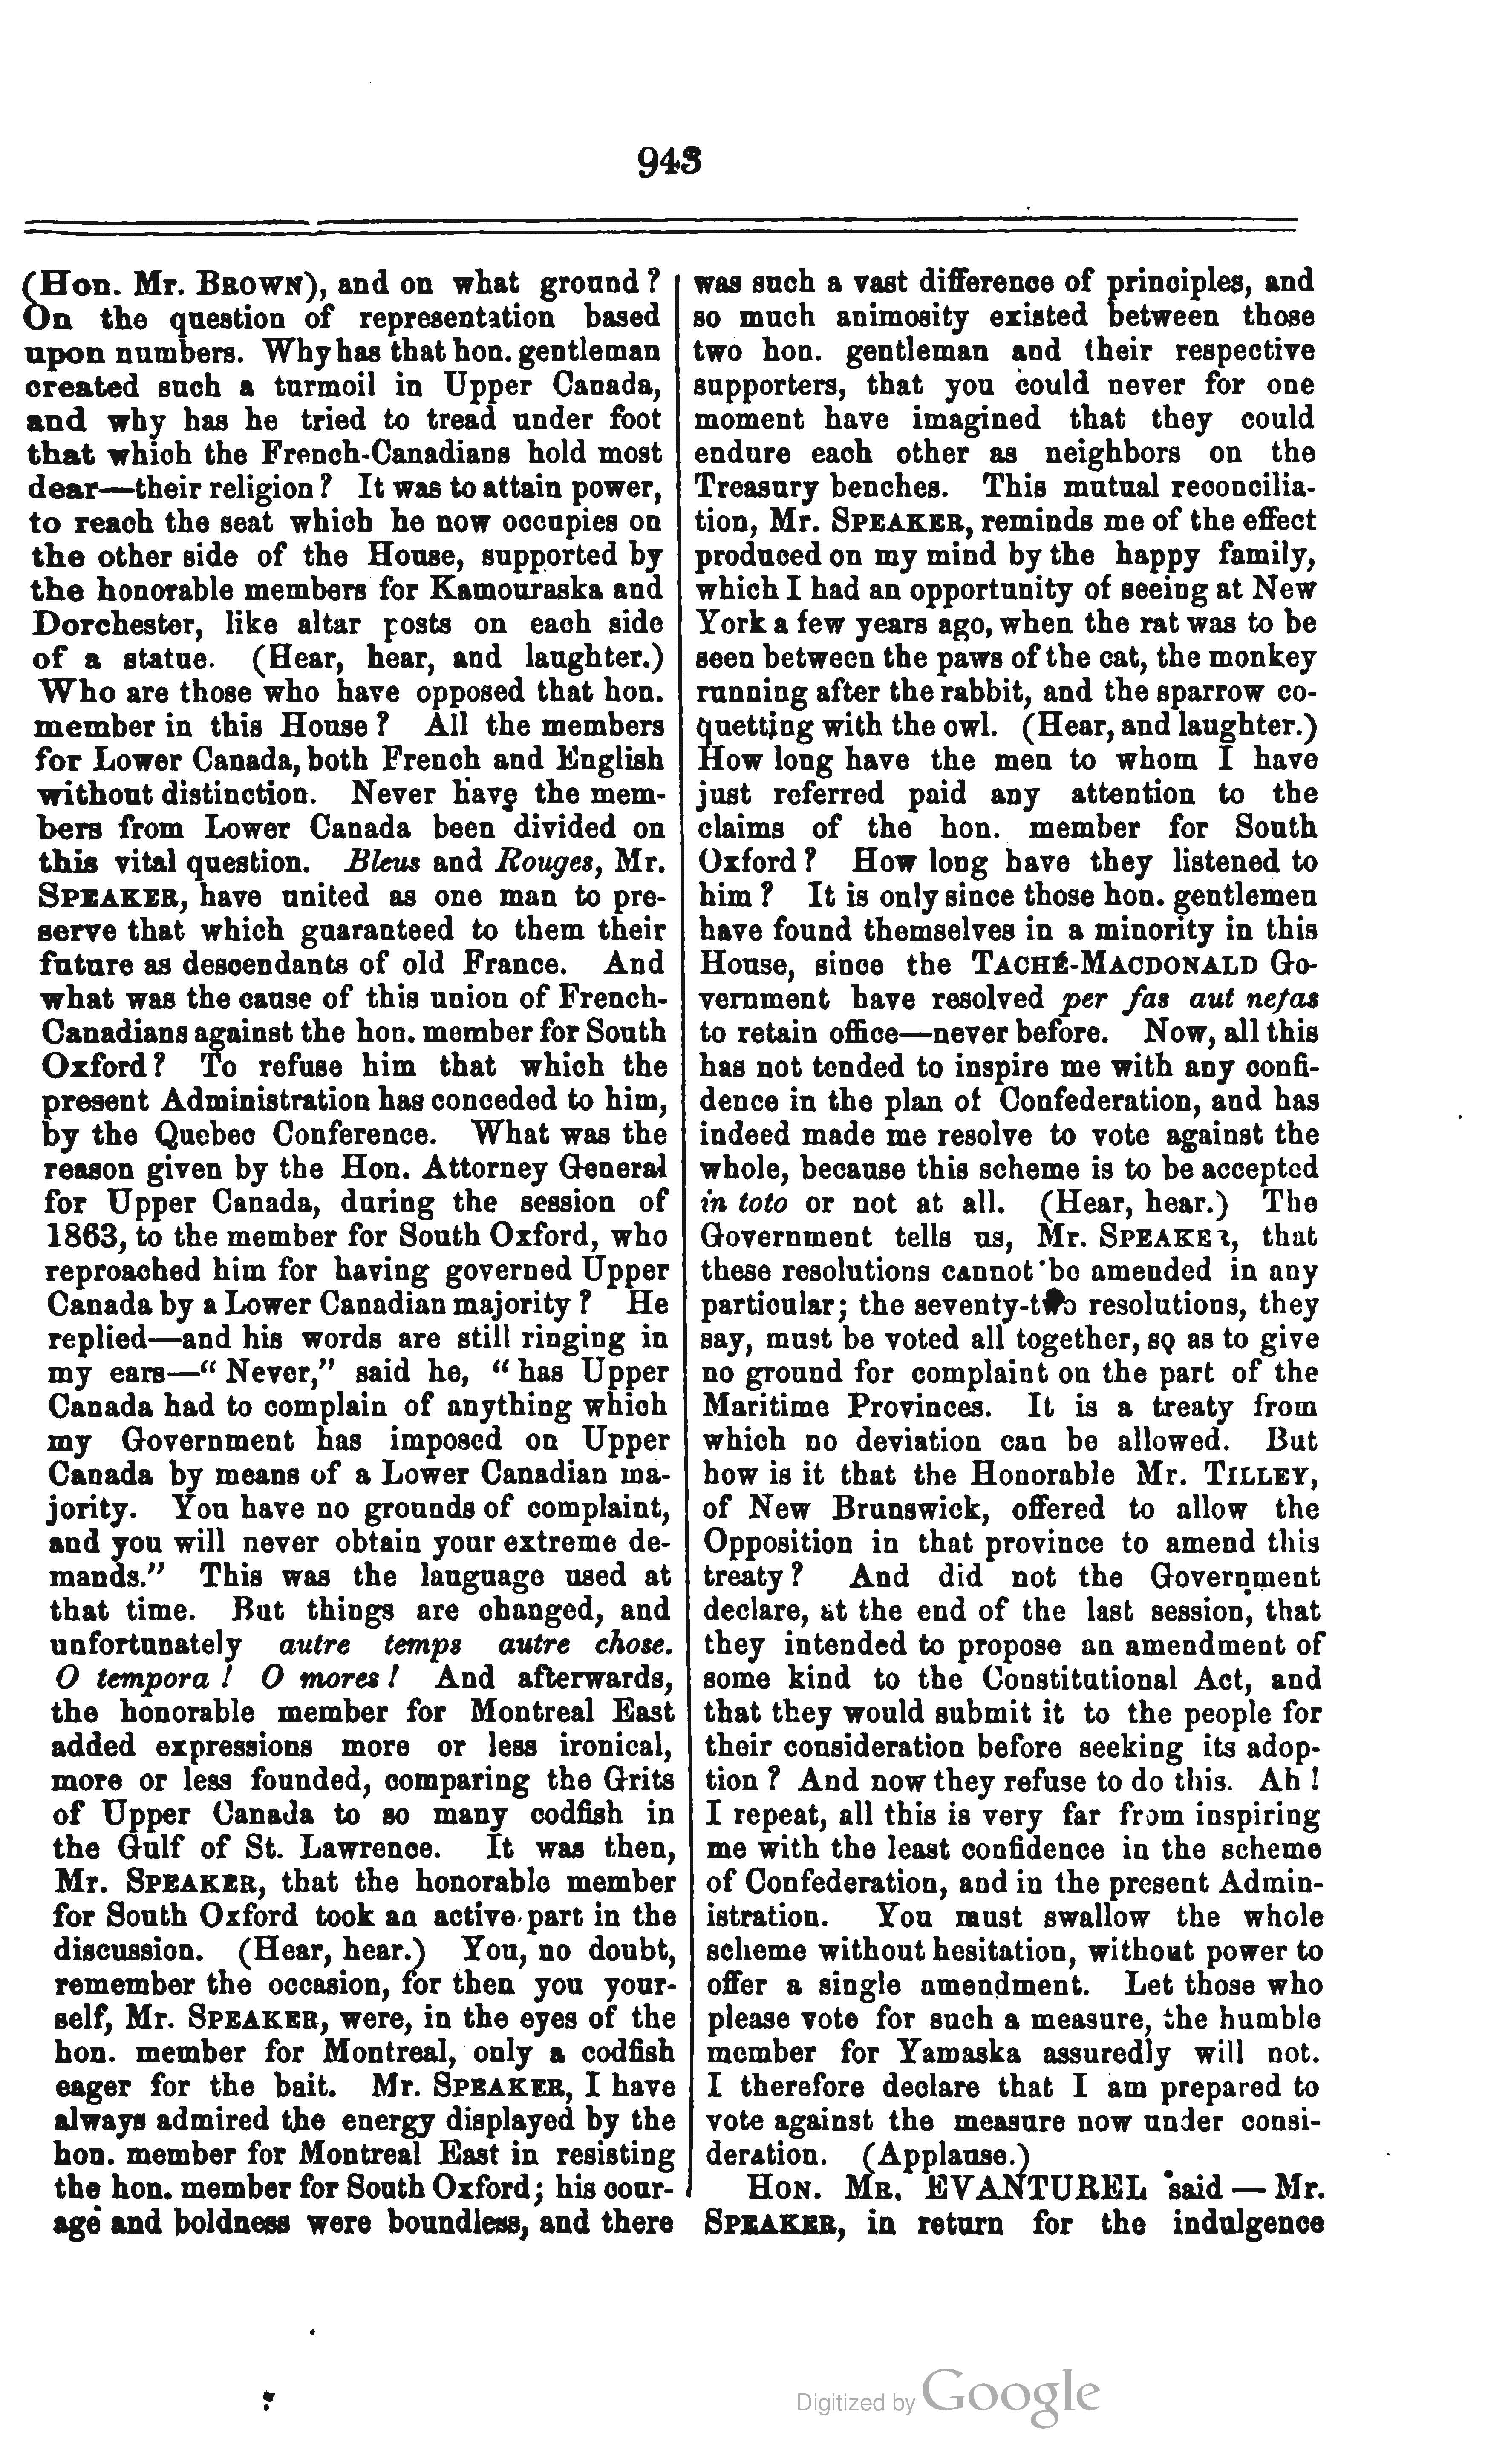 943
(Hon. Mr. BROWN), and on what ground?
On the question of representation based
upon numbers. Why has that hon. gentleman
created such a turmoil in Upper Canada,
and why has he tried to tread under foot
that which the French-Canadians hold most
dear—their religion? It was to attain power,
to reach the seat which he now occupies on
the other side of the House, supported by
the honorable members for Kamouraska and
Dorchester, like altar posts on each side
of a statue. (Hear, hear, and laughter.)
Who are those who have opposed that hon.
member in this House? All the members
for Lower Canada, both French and English
without distinction. Never have the mem-
bers from Lower Canada been divided on
this vital question. Bleus and Rouges, Mr.
SPEAKER, have united as one man to pre-
serve that which guaranteed to them their
future as descendants of old France. And
what was the cause of this union of French-
Canadians against the hon. member for South
Oxford? To refuse him that which the
present Administration has conceded to him,
by the Quebec Conference. What was the
reason given by the Hon. Attorney General
for Upper Canada, during the session of
1863, to the member for South Oxford, who
reproached him for having governed Upper
Canada by a Lower Canadian majority? He
replied—and his words are still ringing in
my ears—"Never," said he, "has Upper
Canada had to complain of anything which
my Government has imposed on Upper
Canada by means of a Lower Canadian ma-
jority. You have no grounds of complaint,
and you will never obtain your extreme de-
mands." This was the language used at
that time. But things are changed, and
unfortunately autre temps autre chose.
O tempora! O mores! And afterwards,
the honorable member for Montreal East
added expressions more or less ironical,
more or less founded, comparing the Grits
of Upper Canada to so many codfish in
the Gulf of St. Lawrence. It was then,
Mr. SPEAKER, that the honorable member
for South Oxford took an active part in the
discussion. (Hear, hear.) You, no doubt,
remember the occasion, for then you your-
self, Mr. SPEAKER, were, in the eyes of the
hon. member for Montreal, only a codfish
eager for the bait. Mr. SPEAKER, I have
always admired the energy displayed by the
hon. member for Montreal East in resisting
the hon. member for South Oxford; his cour-
age and boldness were boundless, and there
was such a vast difference of principles, and
so much animosity existed between those
two hon. gentleman and their respective
supporters, that you could never for one
moment have imagined that they could
endure each other as neighbors on the
Treasury benches. This mutual reconcilia-
tion, Mr. SPEAKER, reminds me of the effect
produced on my mind by the happy family,
which I had an opportunity of seeing at New
York a few years ago, when the rat was to be
seen between the paws of the cat, the monkey
running after the rabbit, and the sparrow co-
quetting with the owl. (Hear, and laughter.)
How long have the men to whom I have
just referred paid any attention to the
claims of the hon. member for South
Oxford? How long have they listened to
him? It is only since those hon. gentlemen
have found themselves in a minority in this
House, since the TACHÉ-MACDONALD Go-
vernment have resolved per fas aut nefas
to retain office—never before. Now, all this
has not tended to inspire me with any confi-
dence in the plan of Confederation, and has
indeed made me resolve to vote against the
whole, because this scheme is to be accepted
in toto or not at all. (Hear, hear.) The
Government tells us, Mr. SPEAKER, that
these resolutions cannot be amended in any
particular; the seventy-two resolutions, they
say, must be voted all together, so as to give
no ground for complaint on the part of the
Maritime Provinces. It is a treaty from
which no deviation can be allowed. But
how is it that the Honorable Mr. TILLEY,
of New Brunswick, offered to allow the
Opposition in that province to amend this
treaty? And did not the Government
declare, at the end of the last session, that
they intended to propose an amendment of
some kind to the Constitutional Act, and
that they would submit it to the people for
their consideration before seeking its adop-
tion? And now they refuse to do this. Ah!
I repeat, all this is very far from inspiring
me with the least confidence in the scheme
of Confederation, and in the present Admin-
istration. You must swallow the whole
scheme without hesitation, without power to
offer a single amendment. Let those who
please vote for such a measure, the humble
member for Yamaska assuredly will not.
I therefore declare that I am prepared to
vote against the measure now under consi-
deration. (Applause.)
HON. MR. EVANTUREL said — Mr.
SPEAKER, in return for the indulgence
Digitized by Google